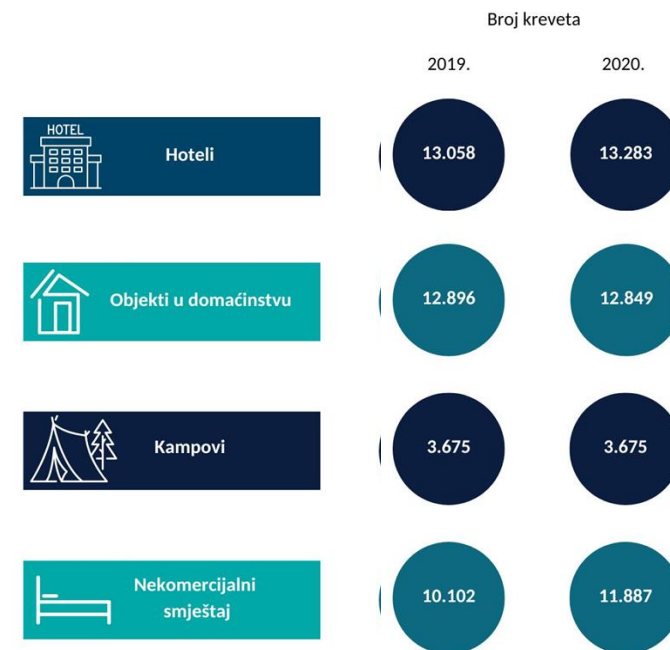 Broj kreveta
2019. 2020.
HOTEL
Hoteli 13.058 13.283
Objekti u domaćinstvu 12.896 12.849
Kampovi 3.675 3.675
Nekomercijalni
smještaj
10.102 11.887